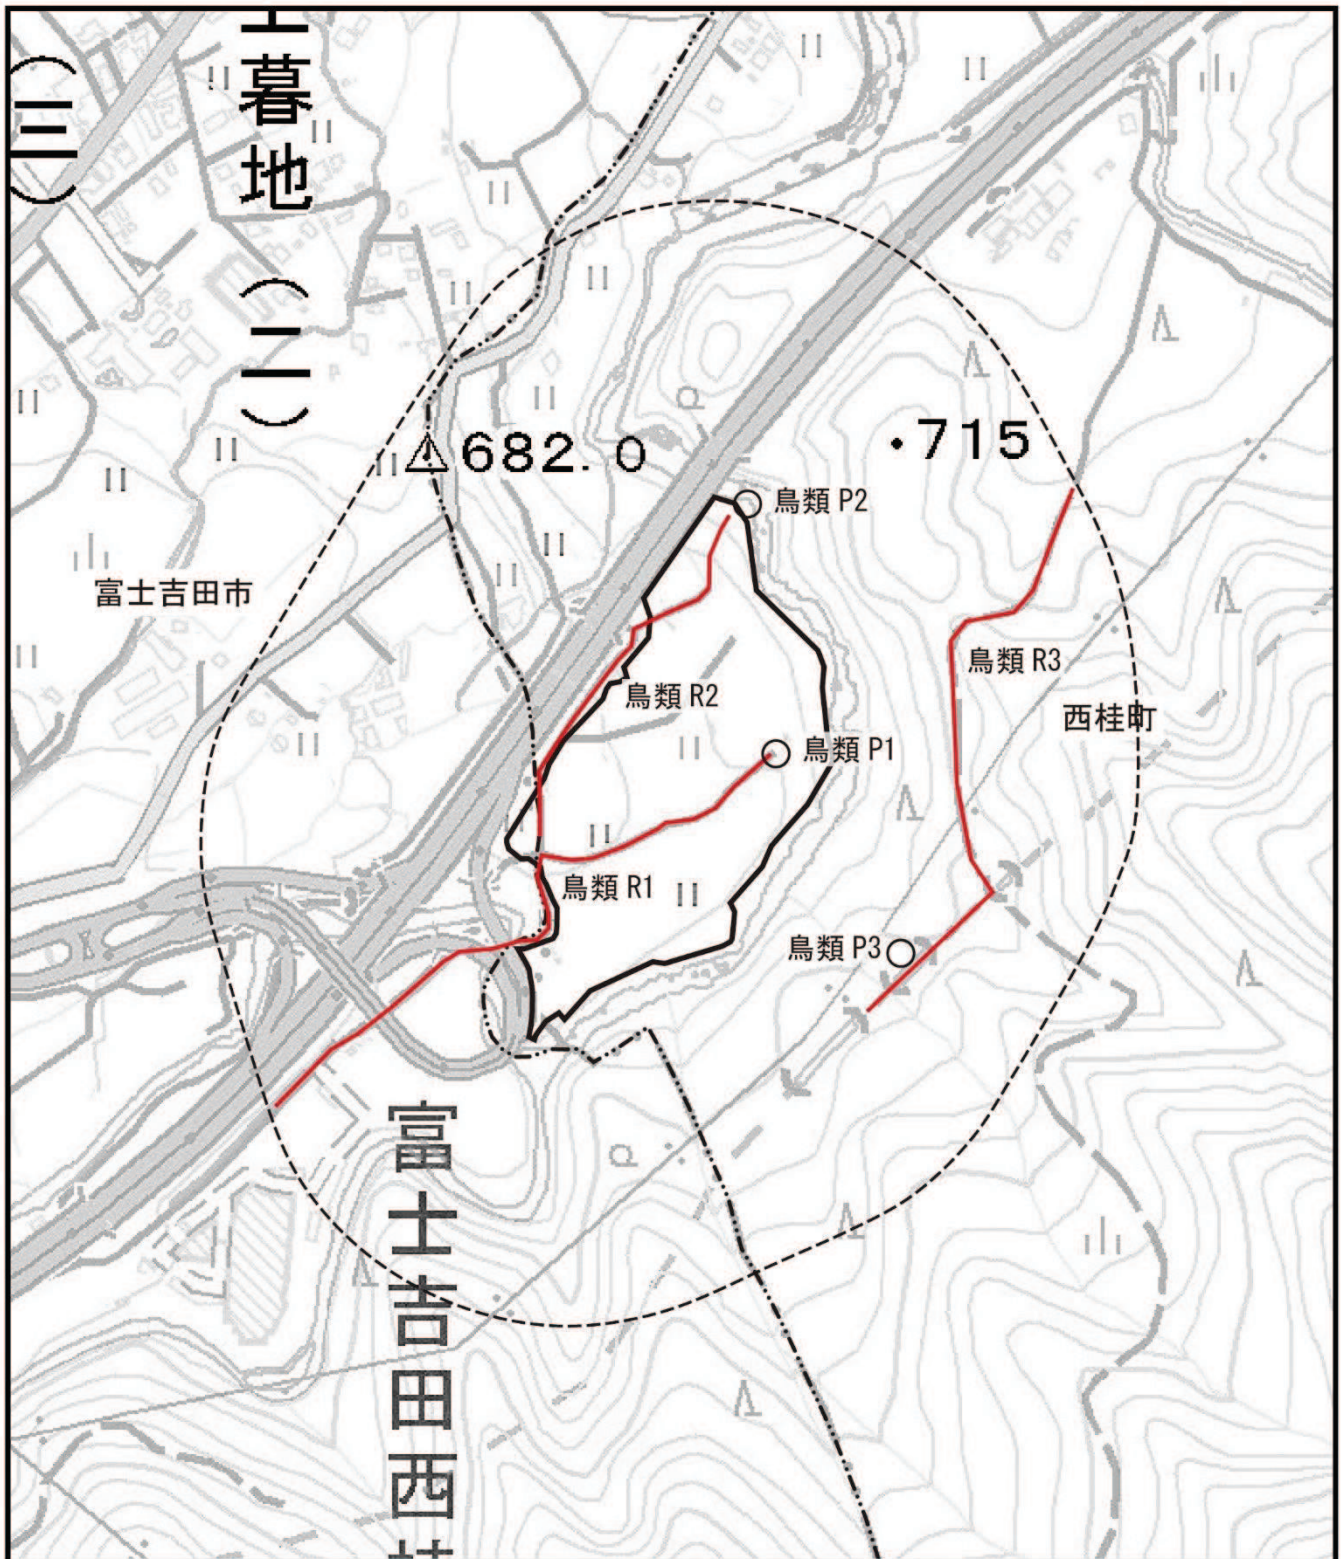 上暮地(二)
(三)
682.0
・715
鳥類 P2
富士吉田市
鳥類 R3
鳥類 R2
西桂町
鳥類 P1
鳥類 R1
鳥類 P3
富士吉田西